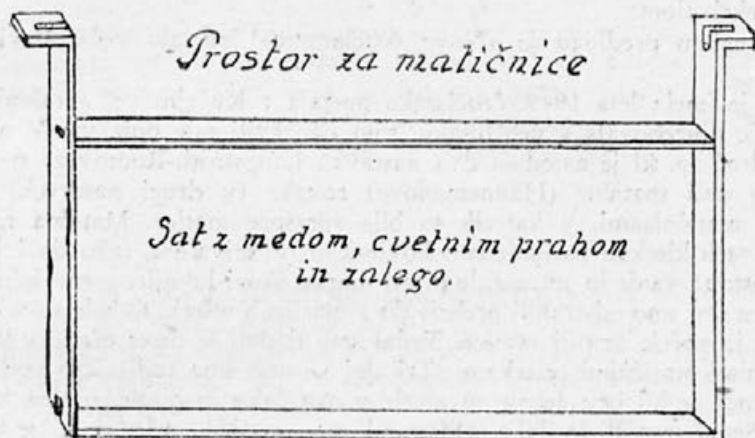 Prostor za matičnice
Sat z medom, cvetnim prahom
in zalego,